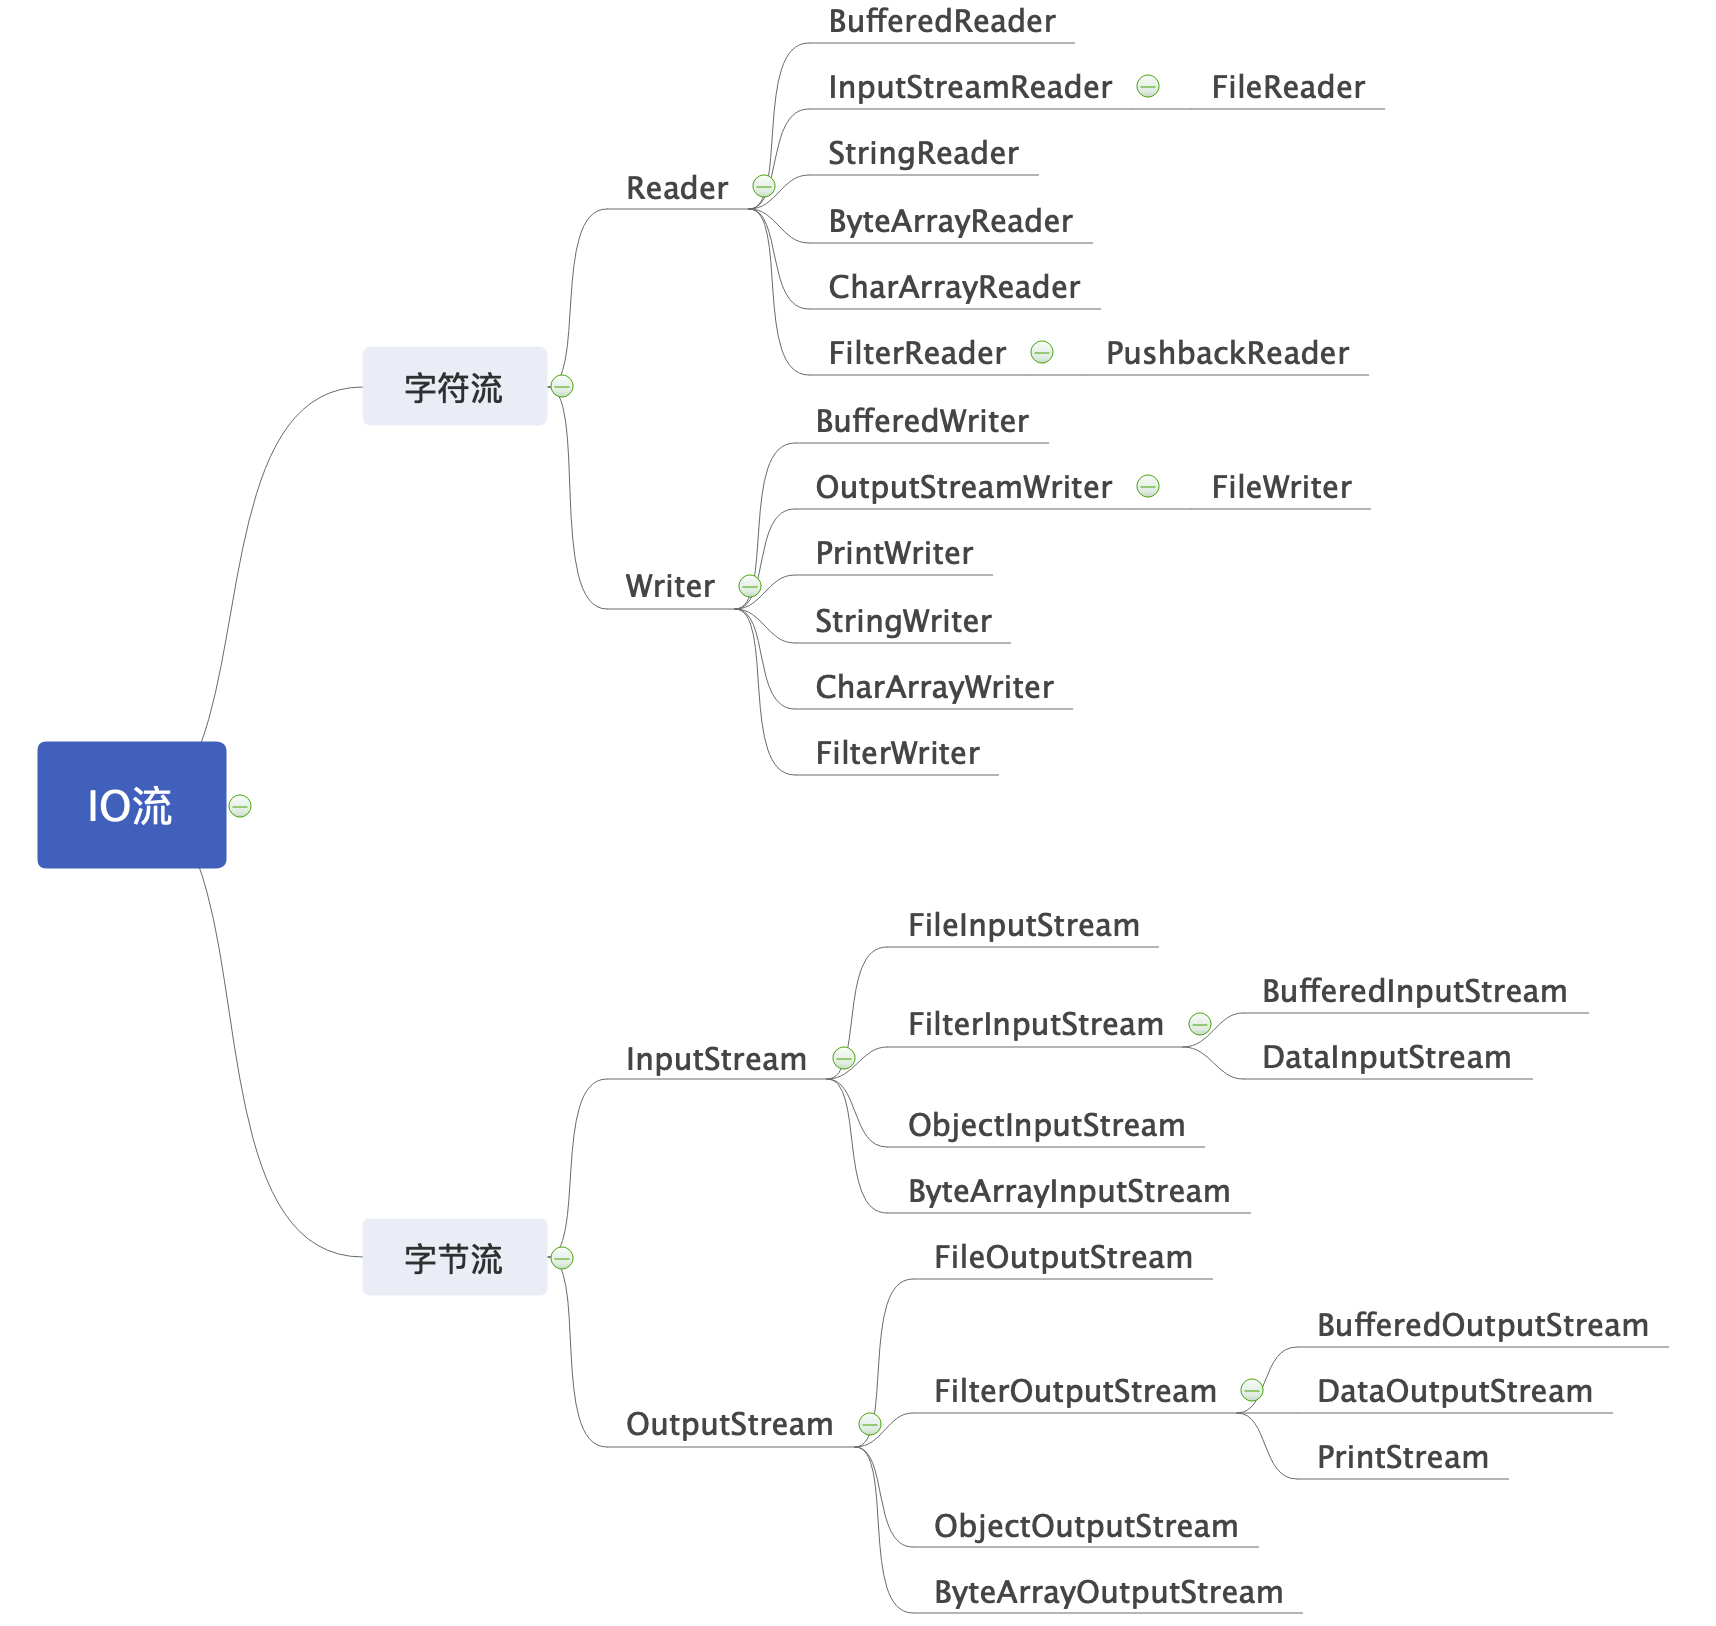 BufferedReader
InputStreamReader
FileReader
StringReader
Reader
ByteArrayReader
CharArrayReader
FilterReader
PushbackReader
字符流
BufferedWriter
OutputStreamWriter
FileWriter
PrintWriter
Writer
StringWriter
CharArrayWriter
FilterWriter
IO流
FileInputStream
BufferedInputStream
FilterInputStream
DataInputStream
InputStream
ObjectInputStream
ByteArrayInputStream
字节流
FileOutputStream
BufferedOutputStream
FilterOutputStream
DataOutputStream
OutputStream
PrintStream
ObjectOutputStream
ByteArrayOutputStream